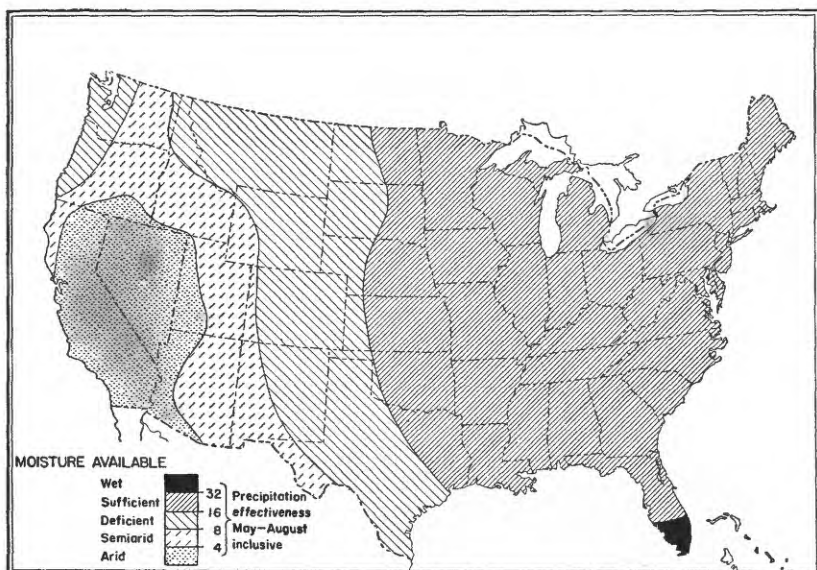 MOISTURE AVAILABLE
Wet
32
Sufficient
16
Deficient
8
Semiarid
4
Arid
Precipitation
effectiveness
May–August
inclusive